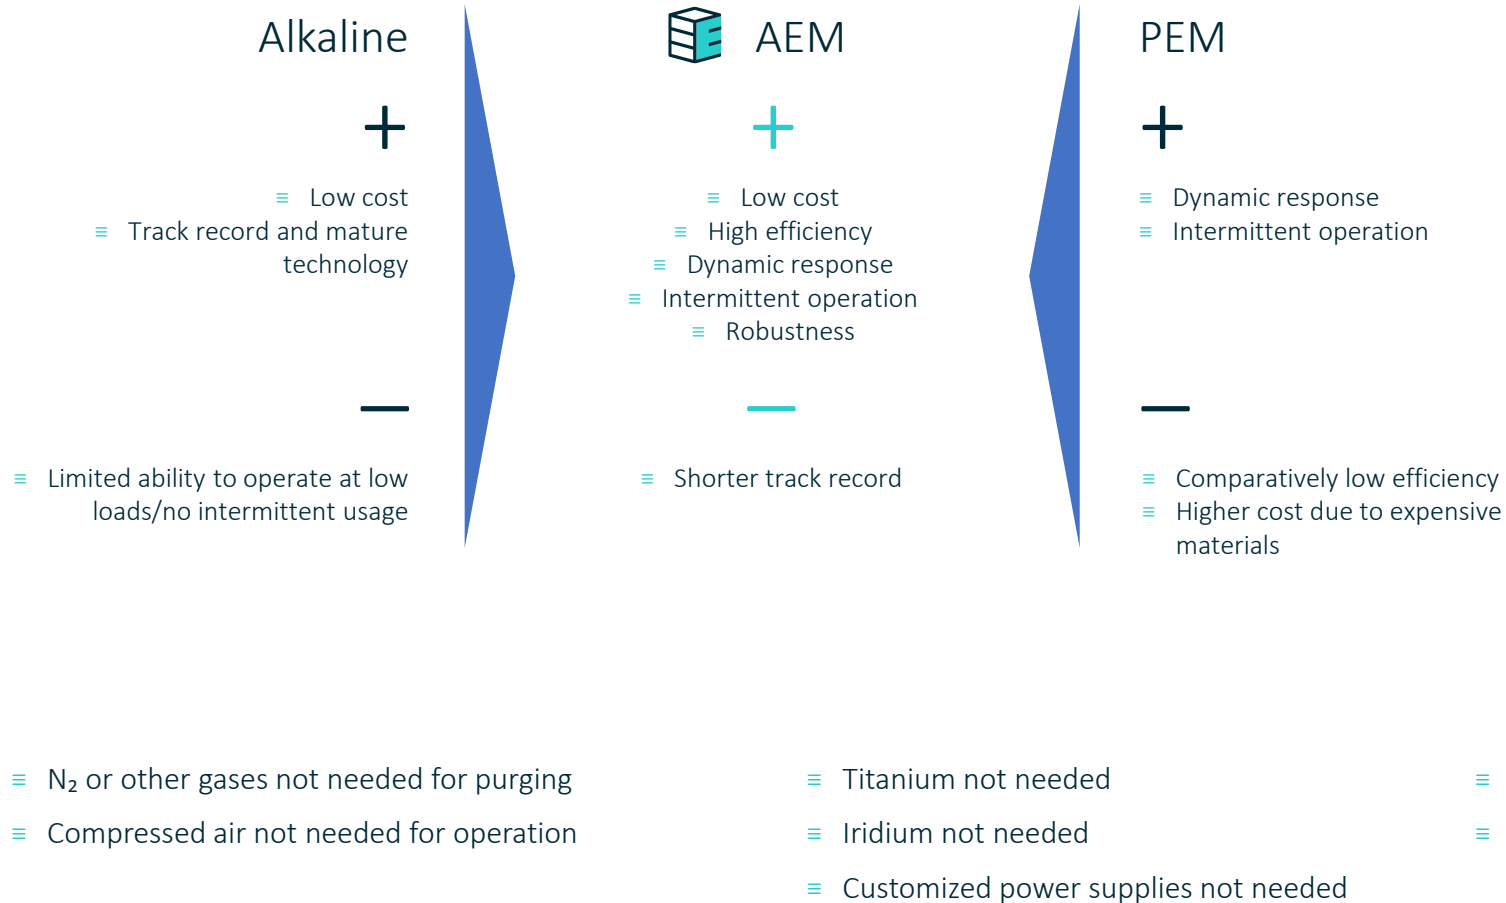 Alkaline
Low cost
Track record and mature
technology
Limited ability to operate at low
loads/no intermittent usage
AEM
Low cost
High efficiency
Dynamic response
Intermittent operation
Robustness
Shorter track record
PEM
Dynamic response
Intermittent operation
Comparatively low efficiency
Higher cost due to expensive
materials
N₂ or other gases not needed for purging
Compressed air not needed for operation
Titanium not needed
Iridium not needed
Customized power supplies not needed